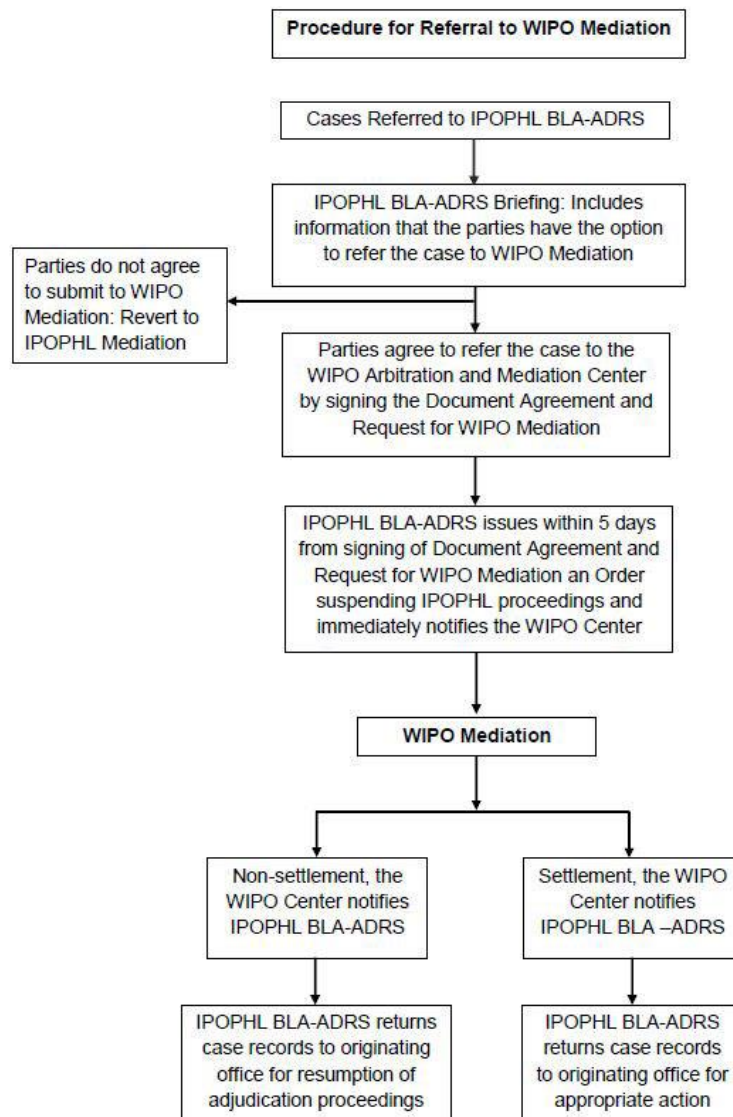 Procedure for Referral to WIPO Mediation
Cases Referred to IPOPHL BLA-ADRS
IPOPHL BLA-ADRS Briefing: Includes
information that the parties have the option
to refer the case to WIPO Mediation
Parties do not agree
to submit to WIPO
Mediation: Revert to
IPOPHL Mediation
Parties agree to refer the case to the
WIPO Arbitration and Mediation Center
by signing the Document Agreement and
Request for WIPO Mediation
IPOPHL BLA-ADRS issues within 5 days
from signing of Document Agreement and
Request for WIPO Mediation an Order
suspending IPOPHL proceedings and
immediately notifies the WIPO Center
WIPO Mediation
Non-settlement, the
WIPO Center notifies
IPOPHL BLA-ADRS
Settlement, the WIPO
Center notifies
IPOPHL BLA –ADRS
IPOPHL BLA-ADRS returns
case records to originating
office for resumption of
adjudication proceedings
IPOPHL BLA-ADRS
returns case records
to originating office for
appropriate action